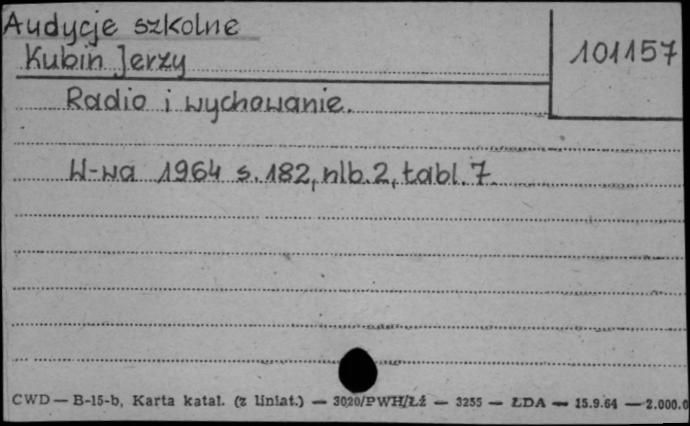 Audycje szkolne
Kubin Jerzy
101157
Radio i wychowanie.
W-wa 1964 s. 182, nlb. 2, tabl. 7.
CWD — B-15-b, Karta katal. (z liniat.) — 3020/PWH/Łź — 3255 — ŁDA — 15.9.64 — 2.000.0